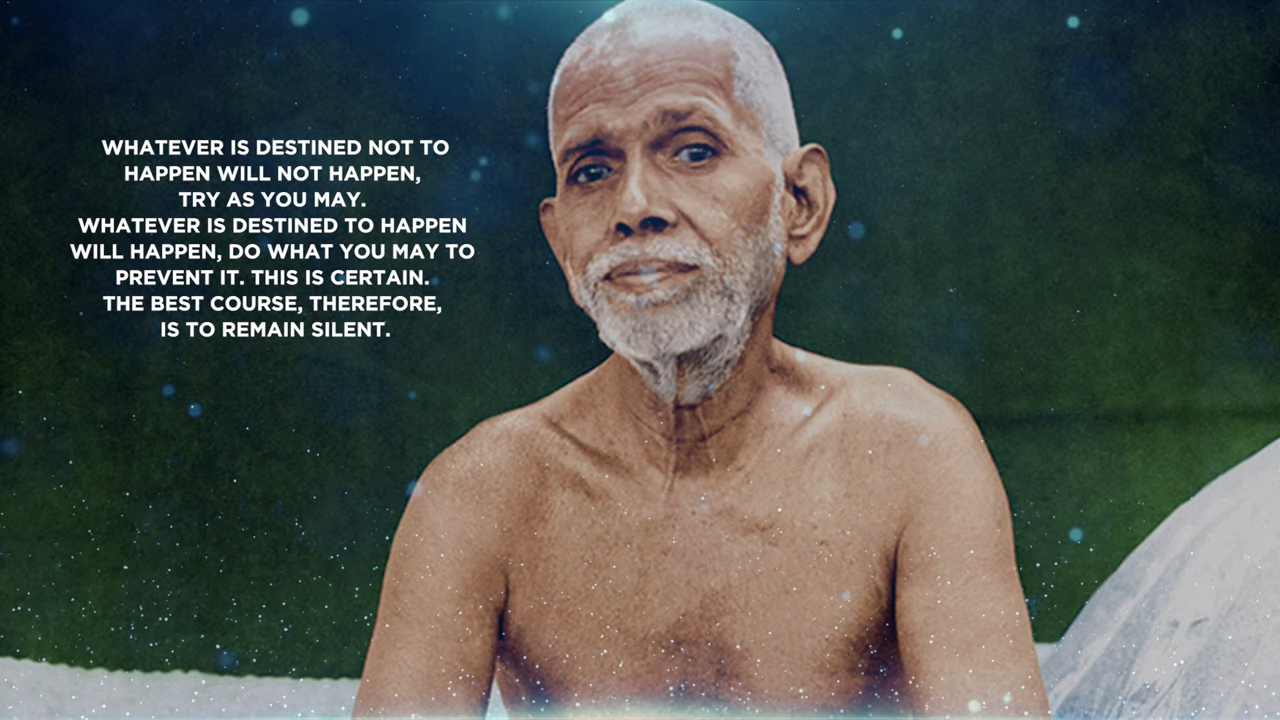 WHATEVER IS DESTINED NOT TO
HAPPEN WILL NOT HAPPEN,
TRY AS YOU MAY.
WHATEVER IS DESTINED TO HAPPEN
WILL HAPPEN, DO WHAT YOU MAY TO
PREVENT IT. THIS IS CERTAIN.
THE BEST COURSE, THEREFORE,
IS TO REMAIN SILENT.